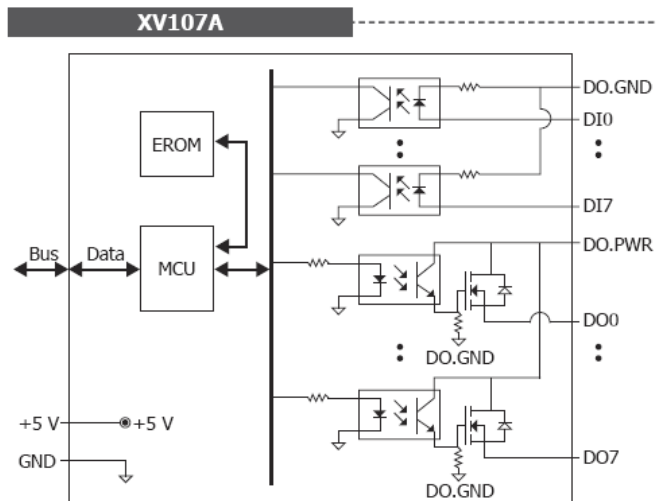 XV107A
DO.GND
DI0
EROM
DI7
Bus
Data
MCU
DO.PWR
DO0
DO.GND
+5 V
+5 V
GND
DO7
DO.GND